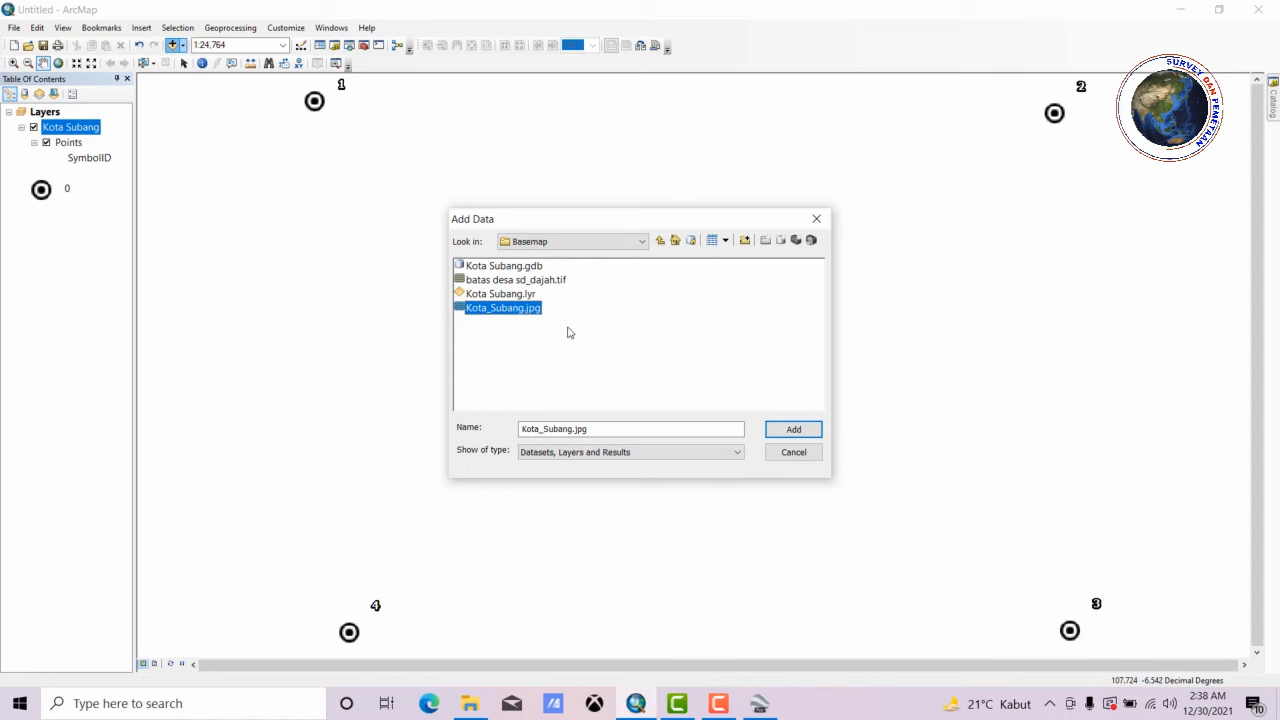 Untitled - ArcMap
File Edit View Bookmarks Insert Selection Geoprocessing Customize Windows Help
1:24,764
Table Of Contents
Layers
Kota Subang
Points
SymbolID
0
1
2
3
4
SURVEY DAN PEMETAAN
Catalog
Add Data
Look in: Basemap
Kota Subang.gdb
batas desa sd_dajah.tif
Kota Subang.lyr
Kota_Subang.jpg
Name: Kota_Subang.jpg Add
Show of type: Datasets, Layers and Results Cancel
107.724 -6.542 Decimal Degrees
Type here to search
21°C Kabut
2:38 AM
12/30/2021
10